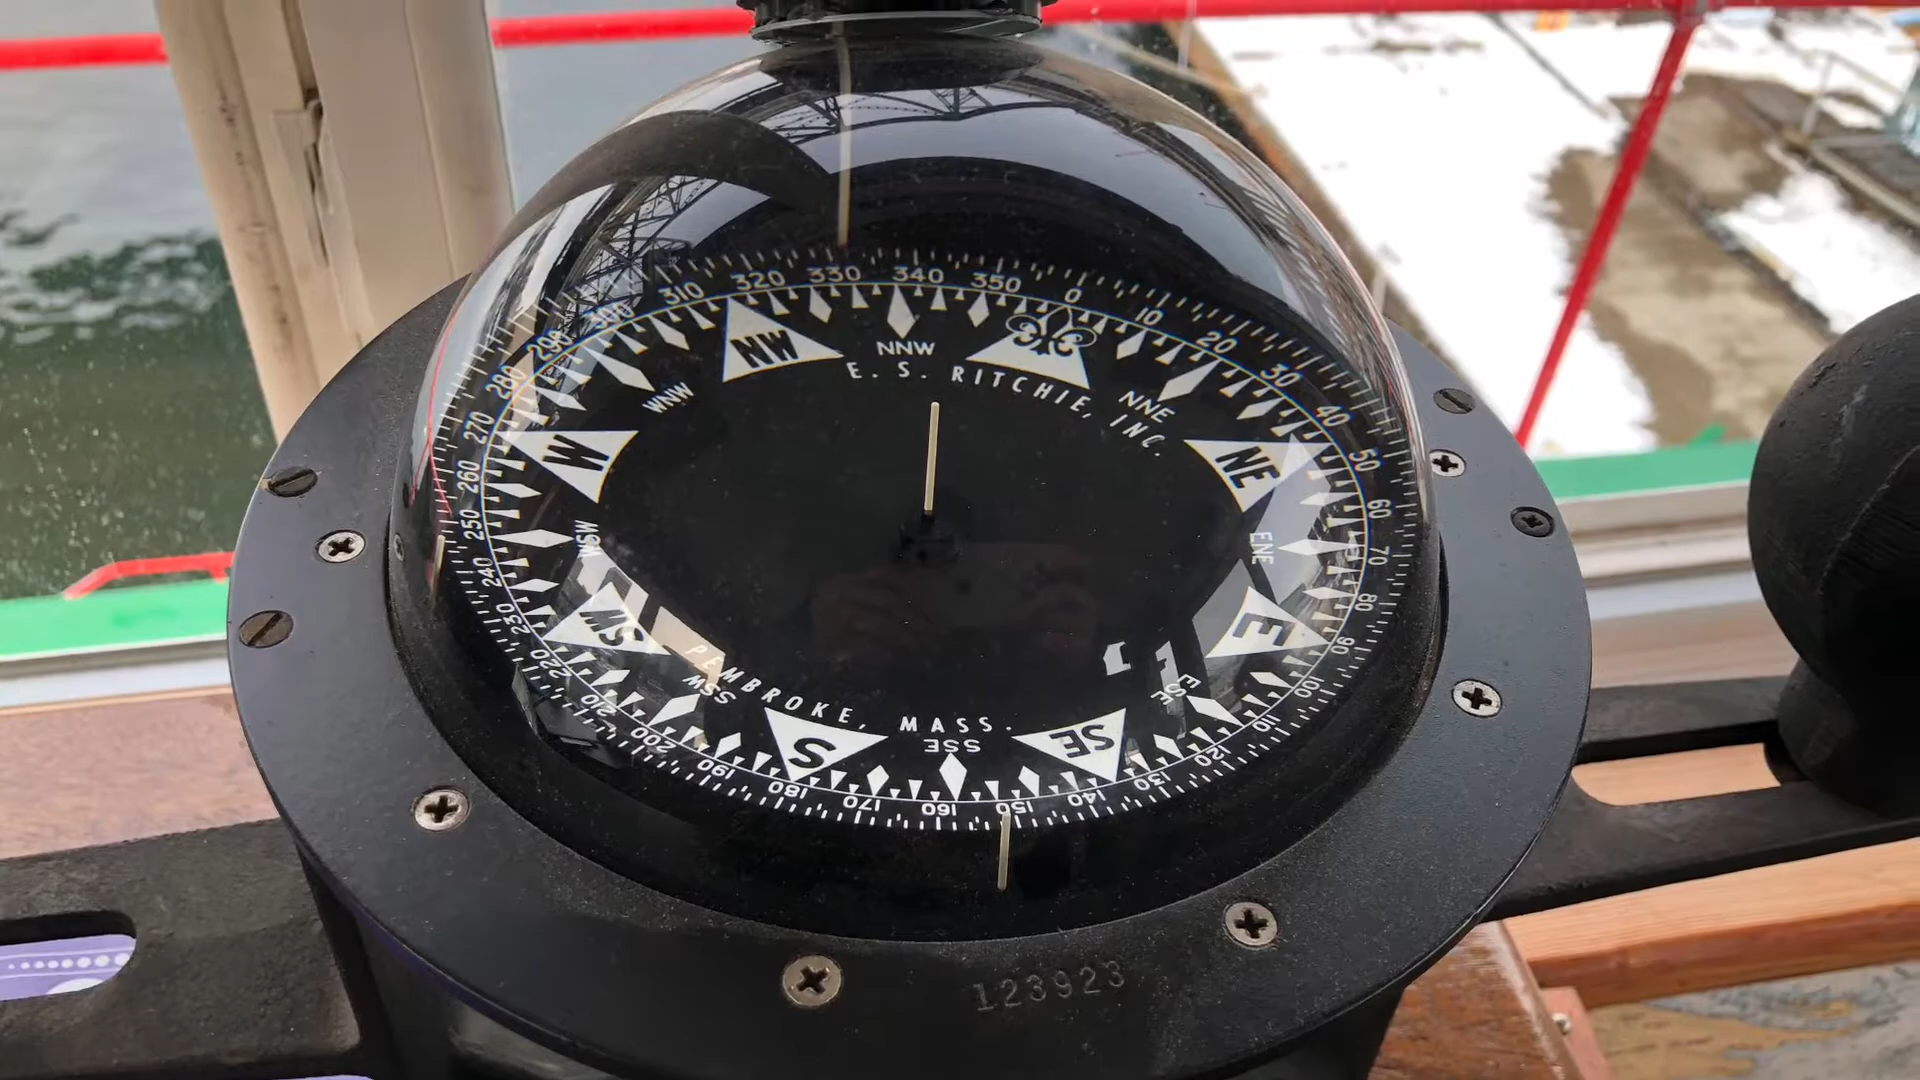 320 330 340 350 0 10 20 30 40 50 60 70 80 90 100 110 120 130 140 150 160 170 180 190 200 210 220 230 240 250 260 270 280 290 300 310
NW
NNW
NNE
NE
ENE
E
ESE
SE
SSE
S
SSW
SW
WSW
W
WNW
E. S. RITCHIE, INC.
PEMBROKE, MASS.
123923